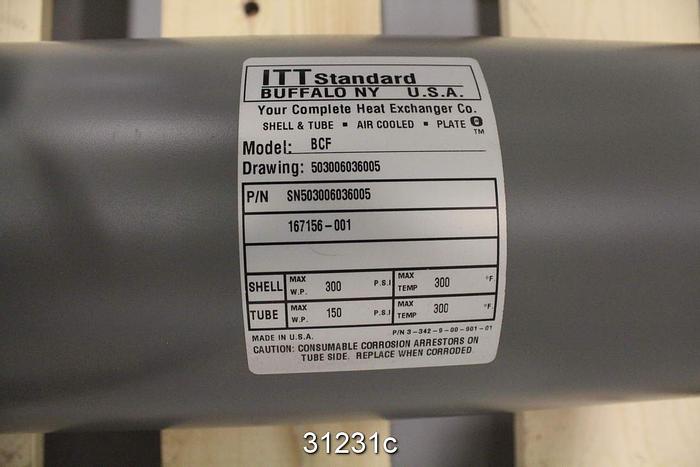 ITT Standard
BUFFALO NY U.S.A.
Your Complete Heat Exchanger Co.
SHELL & TUBE ▪ AIR COOLED ▪ PLATE G TM
Model: BCF
Drawing: 503006036005
P/N SN503006036005
167156-001
SHELL MAX W.P. 300 P.S.I MAX TEMP 300 °F
TUBE MAX W.P. 150 P.S.I MAX TEMP 300 °F
MADE IN U.S.A. P/N 3-342-9-00-901-01
CAUTION: CONSUMABLE CORROSION ARRESTORS ON
TUBE SIDE. REPLACE WHEN CORRODED
31231c